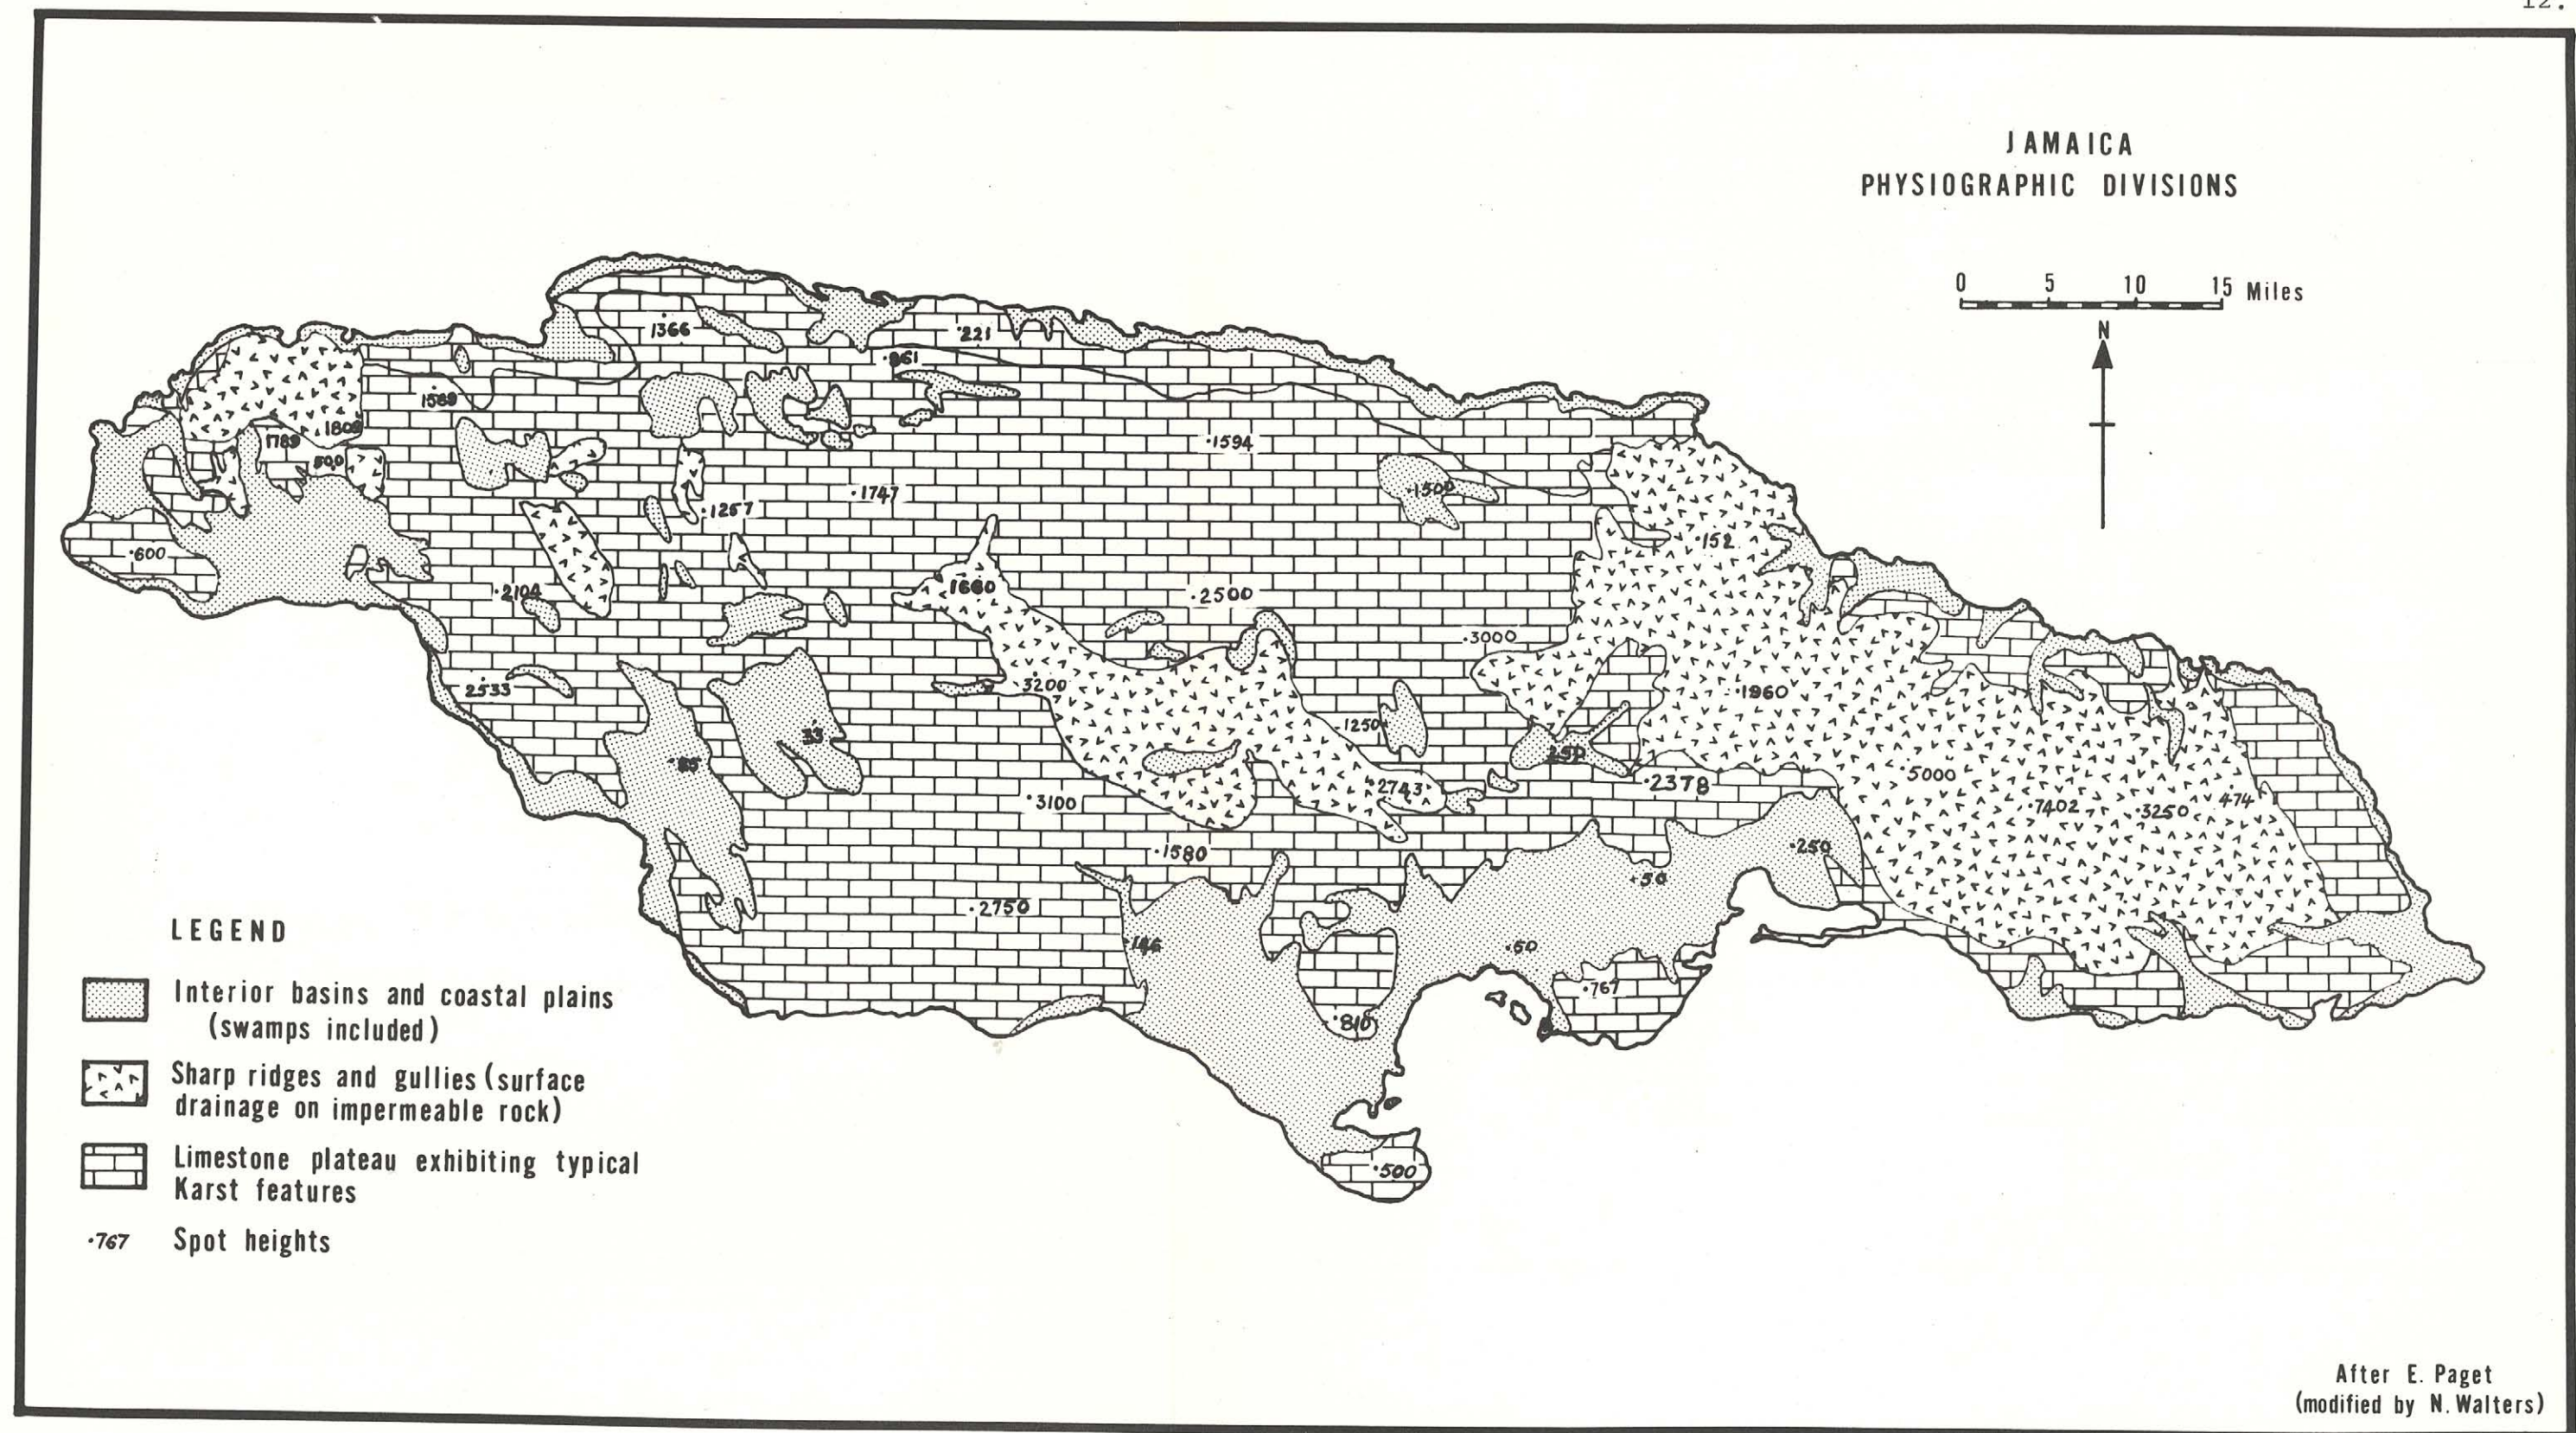 12.
JAMAICA
PHYSIOGRAPHIC DIVISIONS
0 5 10 15 Miles
N
1366
·221
·861
1589
1809
1789
500
·1594
·1747
·1500
·1257
·152
·600
1660
·2104
·2500
·3000
2533
3200
·1960
33
·1250
250
·85
·5000
2743
·2378
·3100
·7402
·3250
474
·1580
·250
·50
·2750
·146
·50
·767
·810
·500
LEGEND
Interior basins and coastal plains
(swamps included)
Sharp ridges and gullies (surface
drainage on impermeable rock)
Limestone plateau exhibiting typical
Karst features
·767 Spot heights
After E. Paget
(modified by N. Walters)